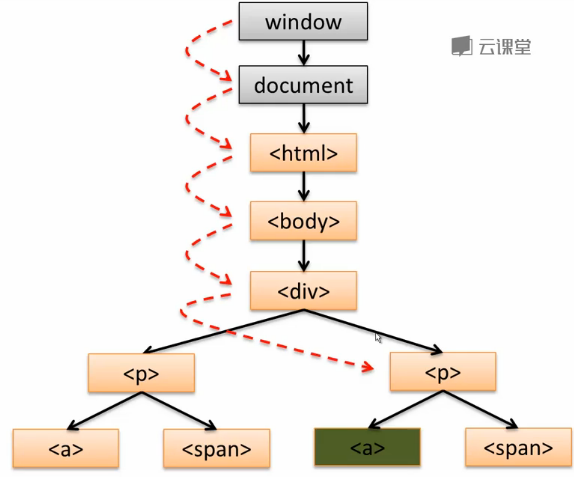 window
云课堂
document
<html>
<body>
<div>
<p>
<p>
<a>
<span>
<a>
<span>